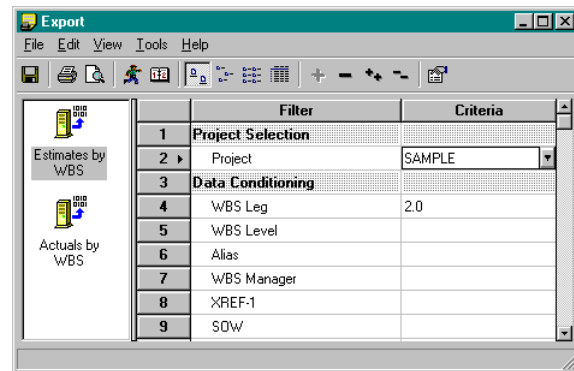 Export
File Edit View Tools Help
Filter Criteria
1 Project Selection
2 Project SAMPLE
3 Data Conditioning
4 WBS Leg 2.0
5 WBS Level
6 Alias
7 WBS Manager
8 XREF-1
9 SOW
Estimates by
WBS
Actuals by
WBS